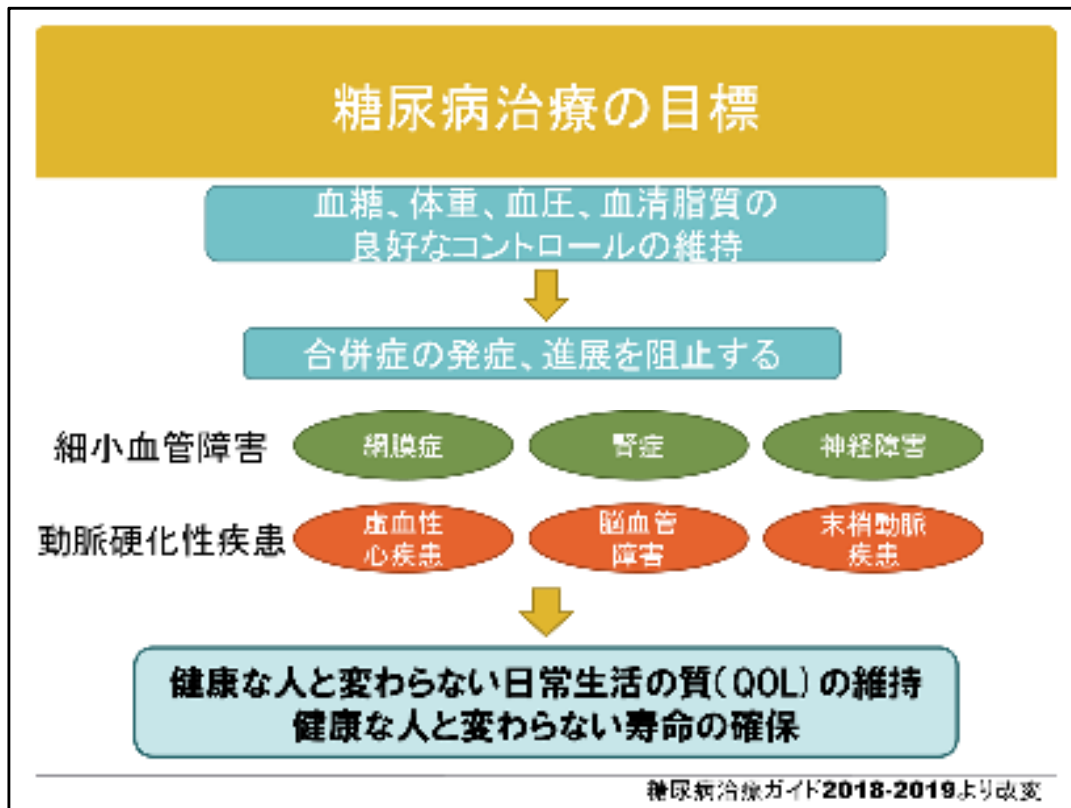 糖尿病治療の目標
血糖、体重、血圧、血清脂質の
良好なコントロールの維持
合併症の発症、進展を阻止する
細小血管障害
網膜症
腎症
神経障害
動脈硬化性疾患
虚血性
心疾患
脳血管
障害
末梢動脈
疾患
健康な人と変わらない日常生活の質(QOL)の維持
健康な人と変わらない寿命の確保
糖尿病治療ガイド2018-2019より改変